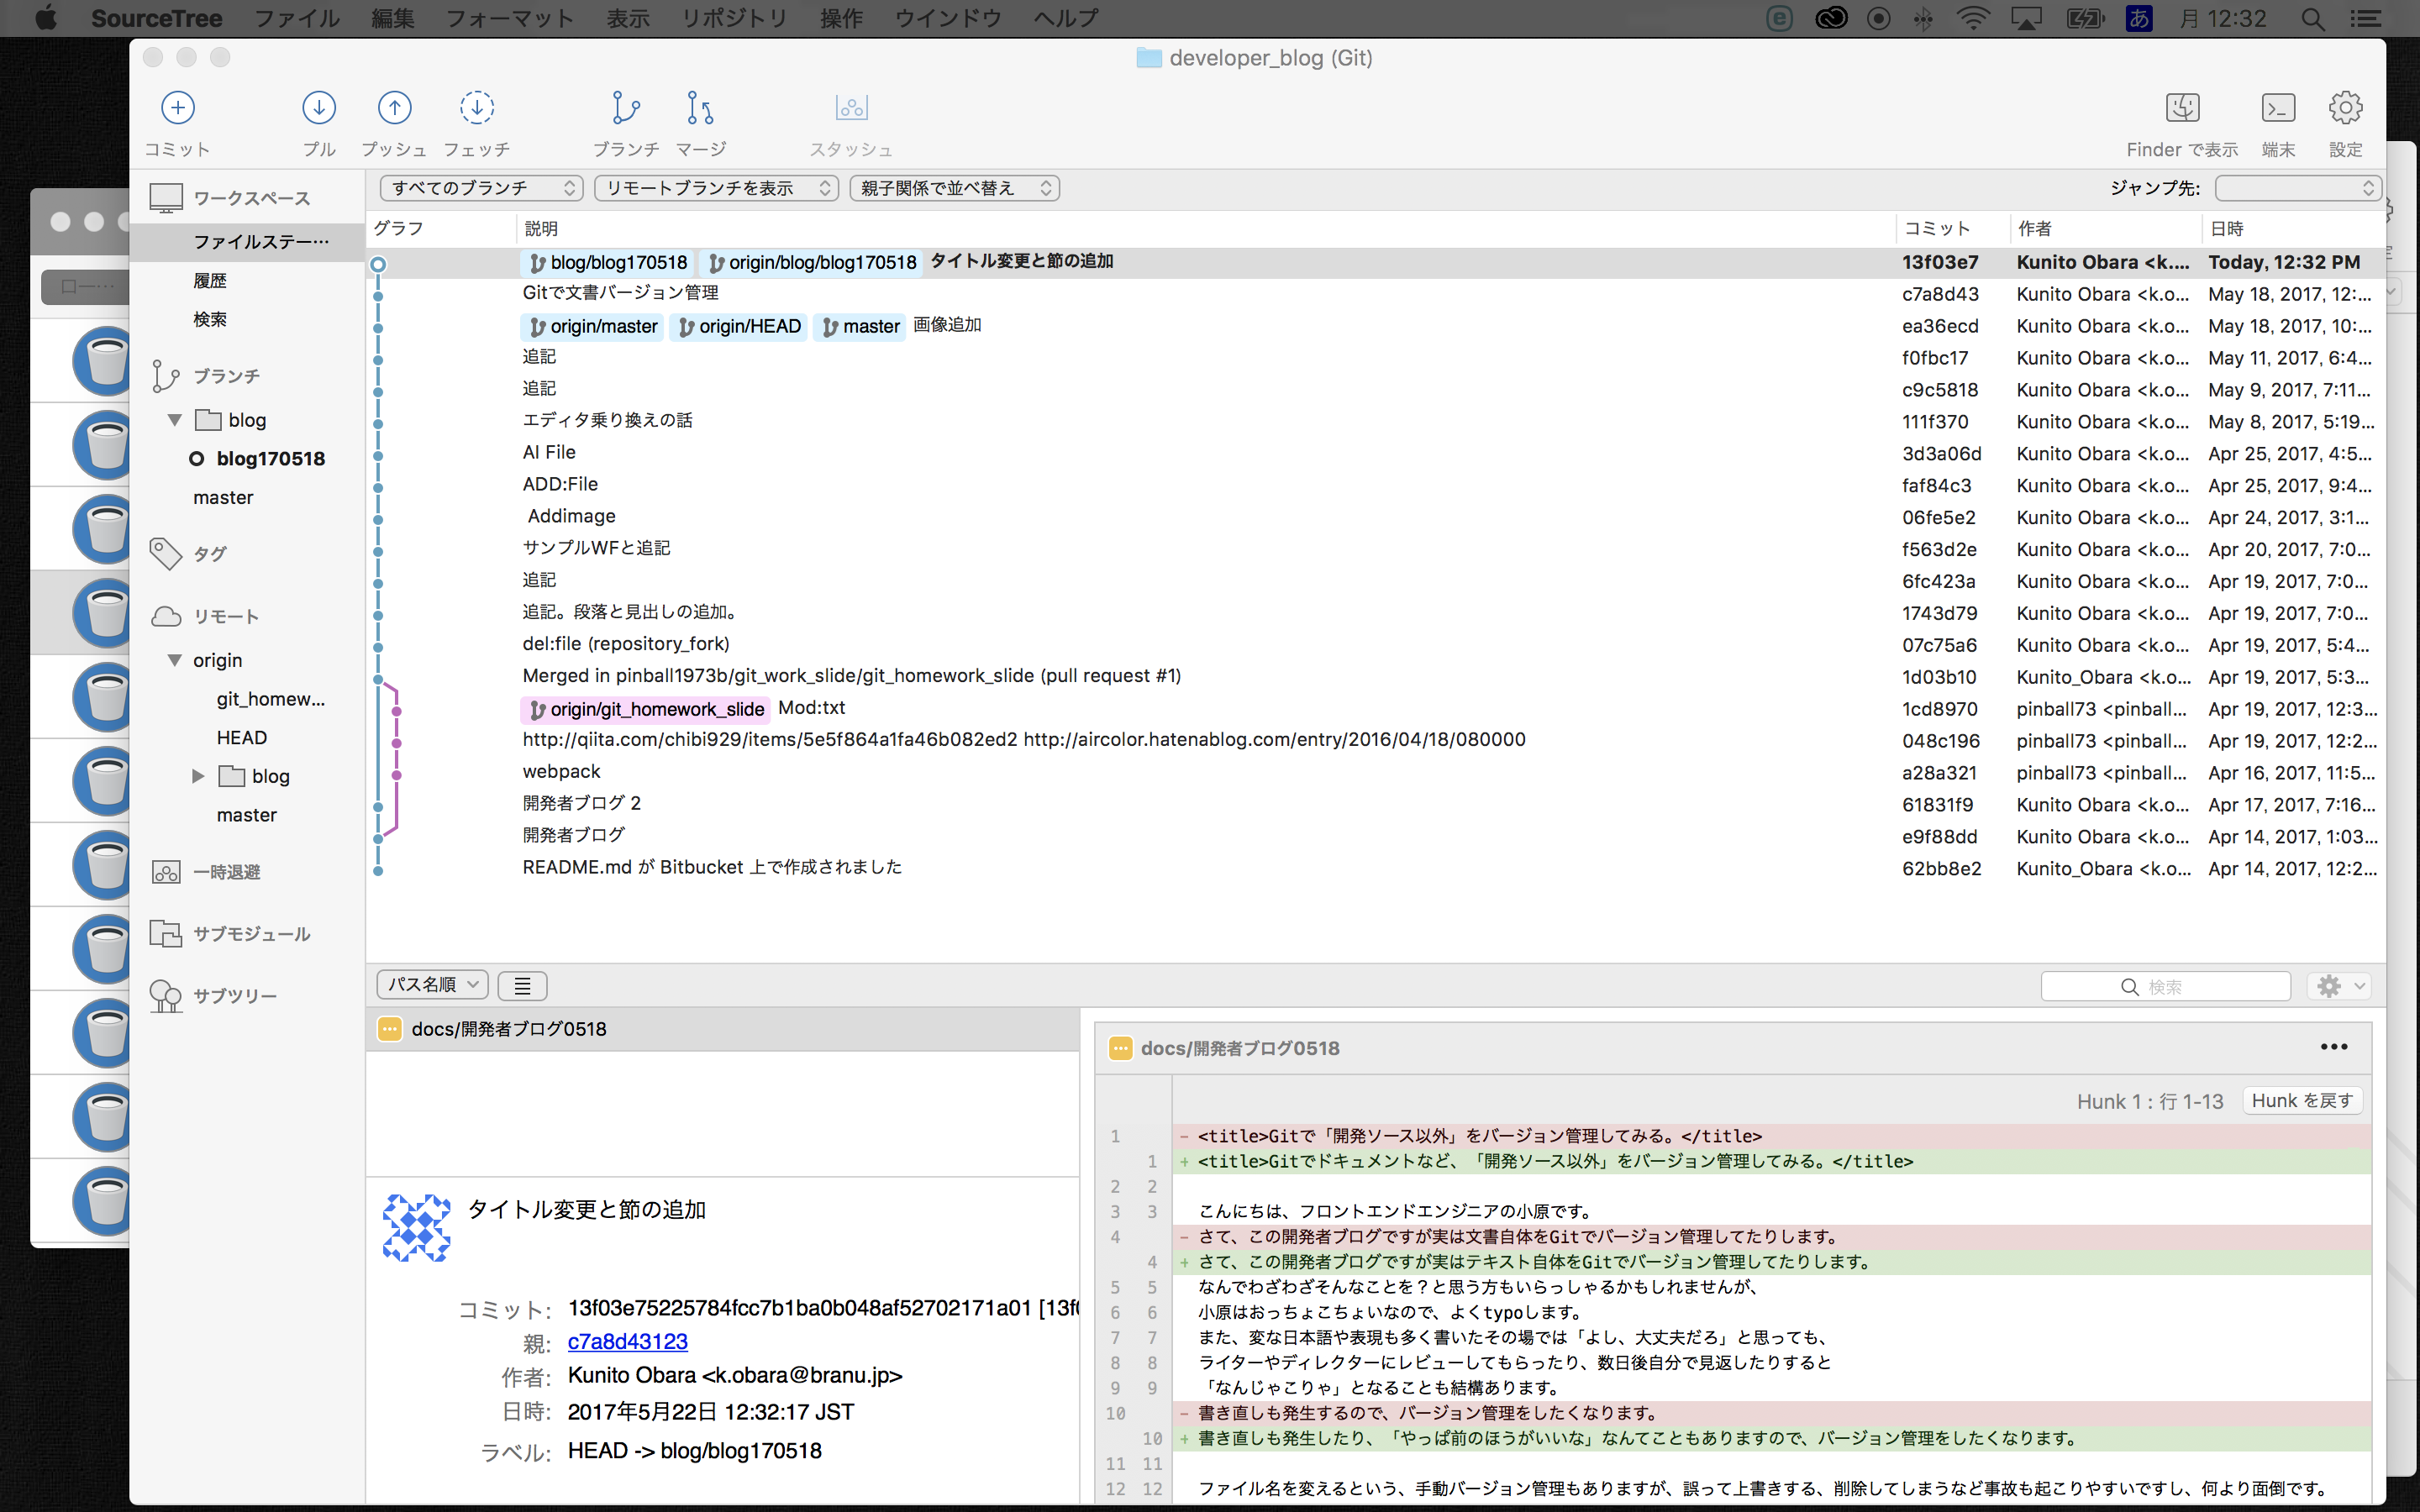 SourceTree ファイル 編集 フォーマット 表示 リポジトリ 操作 ウインドウ ヘルプ あ 月 12:32
developer_blog (Git)
コミット プル プッシュ フェッチ ブランチ マージ スタッシュ Finder で表示 端末 設定
ロー…
ワークスペース
ファイルステー…
履歴
検索
ブランチ
blog
blog170518
master
タグ
リモート
origin
git_homew...
HEAD
blog
master
一時退避
サブモジュール
サブツリー
すべてのブランチ リモートブランチを表示 親子関係で並べ替え ジャンプ先:
グラフ 説明 コミット 作者 日時
blog/blog170518 origin/blog/blog170518 タイトル変更と節の追加 13f03e7 Kunito Obara <k.... Today, 12:32 PM
Gitで文書バージョン管理 c7a8d43 Kunito Obara <k.o... May 18, 2017, 12:...
origin/master origin/HEAD master 画像追加 ea36ecd Kunito Obara <k.o... May 18, 2017, 10:...
追記 f0fbc17 Kunito Obara <k.o... May 11, 2017, 6:4...
追記 c9c5818 Kunito Obara <k.o... May 9, 2017, 7:11...
エディタ乗り換えの話 111f370 Kunito Obara <k.o... May 8, 2017, 5:19...
AI File 3d3a06d Kunito Obara <k.o... Apr 25, 2017, 4:5...
ADD:File faf84c3 Kunito Obara <k.o... Apr 25, 2017, 9:4...
Addimage 06fe5e2 Kunito Obara <k.o... Apr 24, 2017, 3:1...
サンプルWFと追記 f563d2e Kunito Obara <k.o... Apr 20, 2017, 7:0...
追記 6fc423a Kunito Obara <k.o... Apr 19, 2017, 7:0...
追記。段落と見出しの追加。 1743d79 Kunito Obara <k.o... Apr 19, 2017, 7:0...
del:file (repository_fork) 07c75a6 Kunito Obara <k.o... Apr 19, 2017, 5:4...
Merged in pinball1973b/git_work_slide/git_homework_slide (pull request #1) 1d03b10 Kunito_Obara <k.o... Apr 19, 2017, 5:3...
origin/git_homework_slide Mod:txt 1cd8970 pinball73 <pinball... Apr 19, 2017, 12:3...
http://qiita.com/chibi929/items/5e5f864a1fa46b082ed2 http://aircolor.hatenablog.com/entry/2016/04/18/080000 048c196 pinball73 <pinball... Apr 19, 2017, 12:2...
webpack a28a321 pinball73 <pinball... Apr 16, 2017, 11:5...
開発者ブログ 2 61831f9 Kunito Obara <k.o... Apr 17, 2017, 7:16...
開発者ブログ e9f88dd Kunito Obara <k.o... Apr 14, 2017, 1:03...
README.md が Bitbucket 上で作成されました 62bb8e2 Kunito_Obara <k.o... Apr 14, 2017, 12:2...
パス名順 検索
docs/開発者ブログ0518
タイトル変更と節の追加
コミット: 13f03e75225784fcc7b1ba0b048af52702171a01 [13f0
親: c7a8d43123
作者: Kunito Obara <k.obara@branu.jp>
日時: 2017年5月22日 12:32:17 JST
ラベル: HEAD -> blog/blog170518
docs/開発者ブログ0518 •••
Hunk 1 : 行 1-13 Hunk を戻す
1 - <title>Gitで「開発ソース以外」をバージョン管理してみる。</title>
1 + <title>Gitでドキュメントなど、「開発ソース以外」をバージョン管理してみる。</title>
2 2
3 3 こんにちは、フロントエンドエンジニアの小原です。
4 - さて、この開発者ブログですが実は文書自体をGitでバージョン管理してたりします。
4 + さて、この開発者ブログですが実はテキスト自体をGitでバージョン管理してたりします。
5 5 なんでわざわざそんなことを？と思う方もいらっしゃるかもしれませんが、
6 6 小原はおっちょこちょいなので、よくtypoします。
7 7 また、変な日本語や表現も多く書いたその場では「よし、大丈夫だろ」と思っても、
8 8 ライターやディレクターにレビューしてもらったり、数日後自分で見返したりすると
9 9 「なんじゃこりゃ」となることも結構あります。
10 - 書き直しも発生するので、バージョン管理をしたくなります。
10 + 書き直しも発生したり、「やっぱ前のほうがいいな」なんてこともありますので、バージョン管理をしたくなります。
11 11
12 12 ファイル名を変えるという、手動バージョン管理もありますが、誤って上書きする、削除してしまうなど事故も起こりやすいですし、何より面倒です。